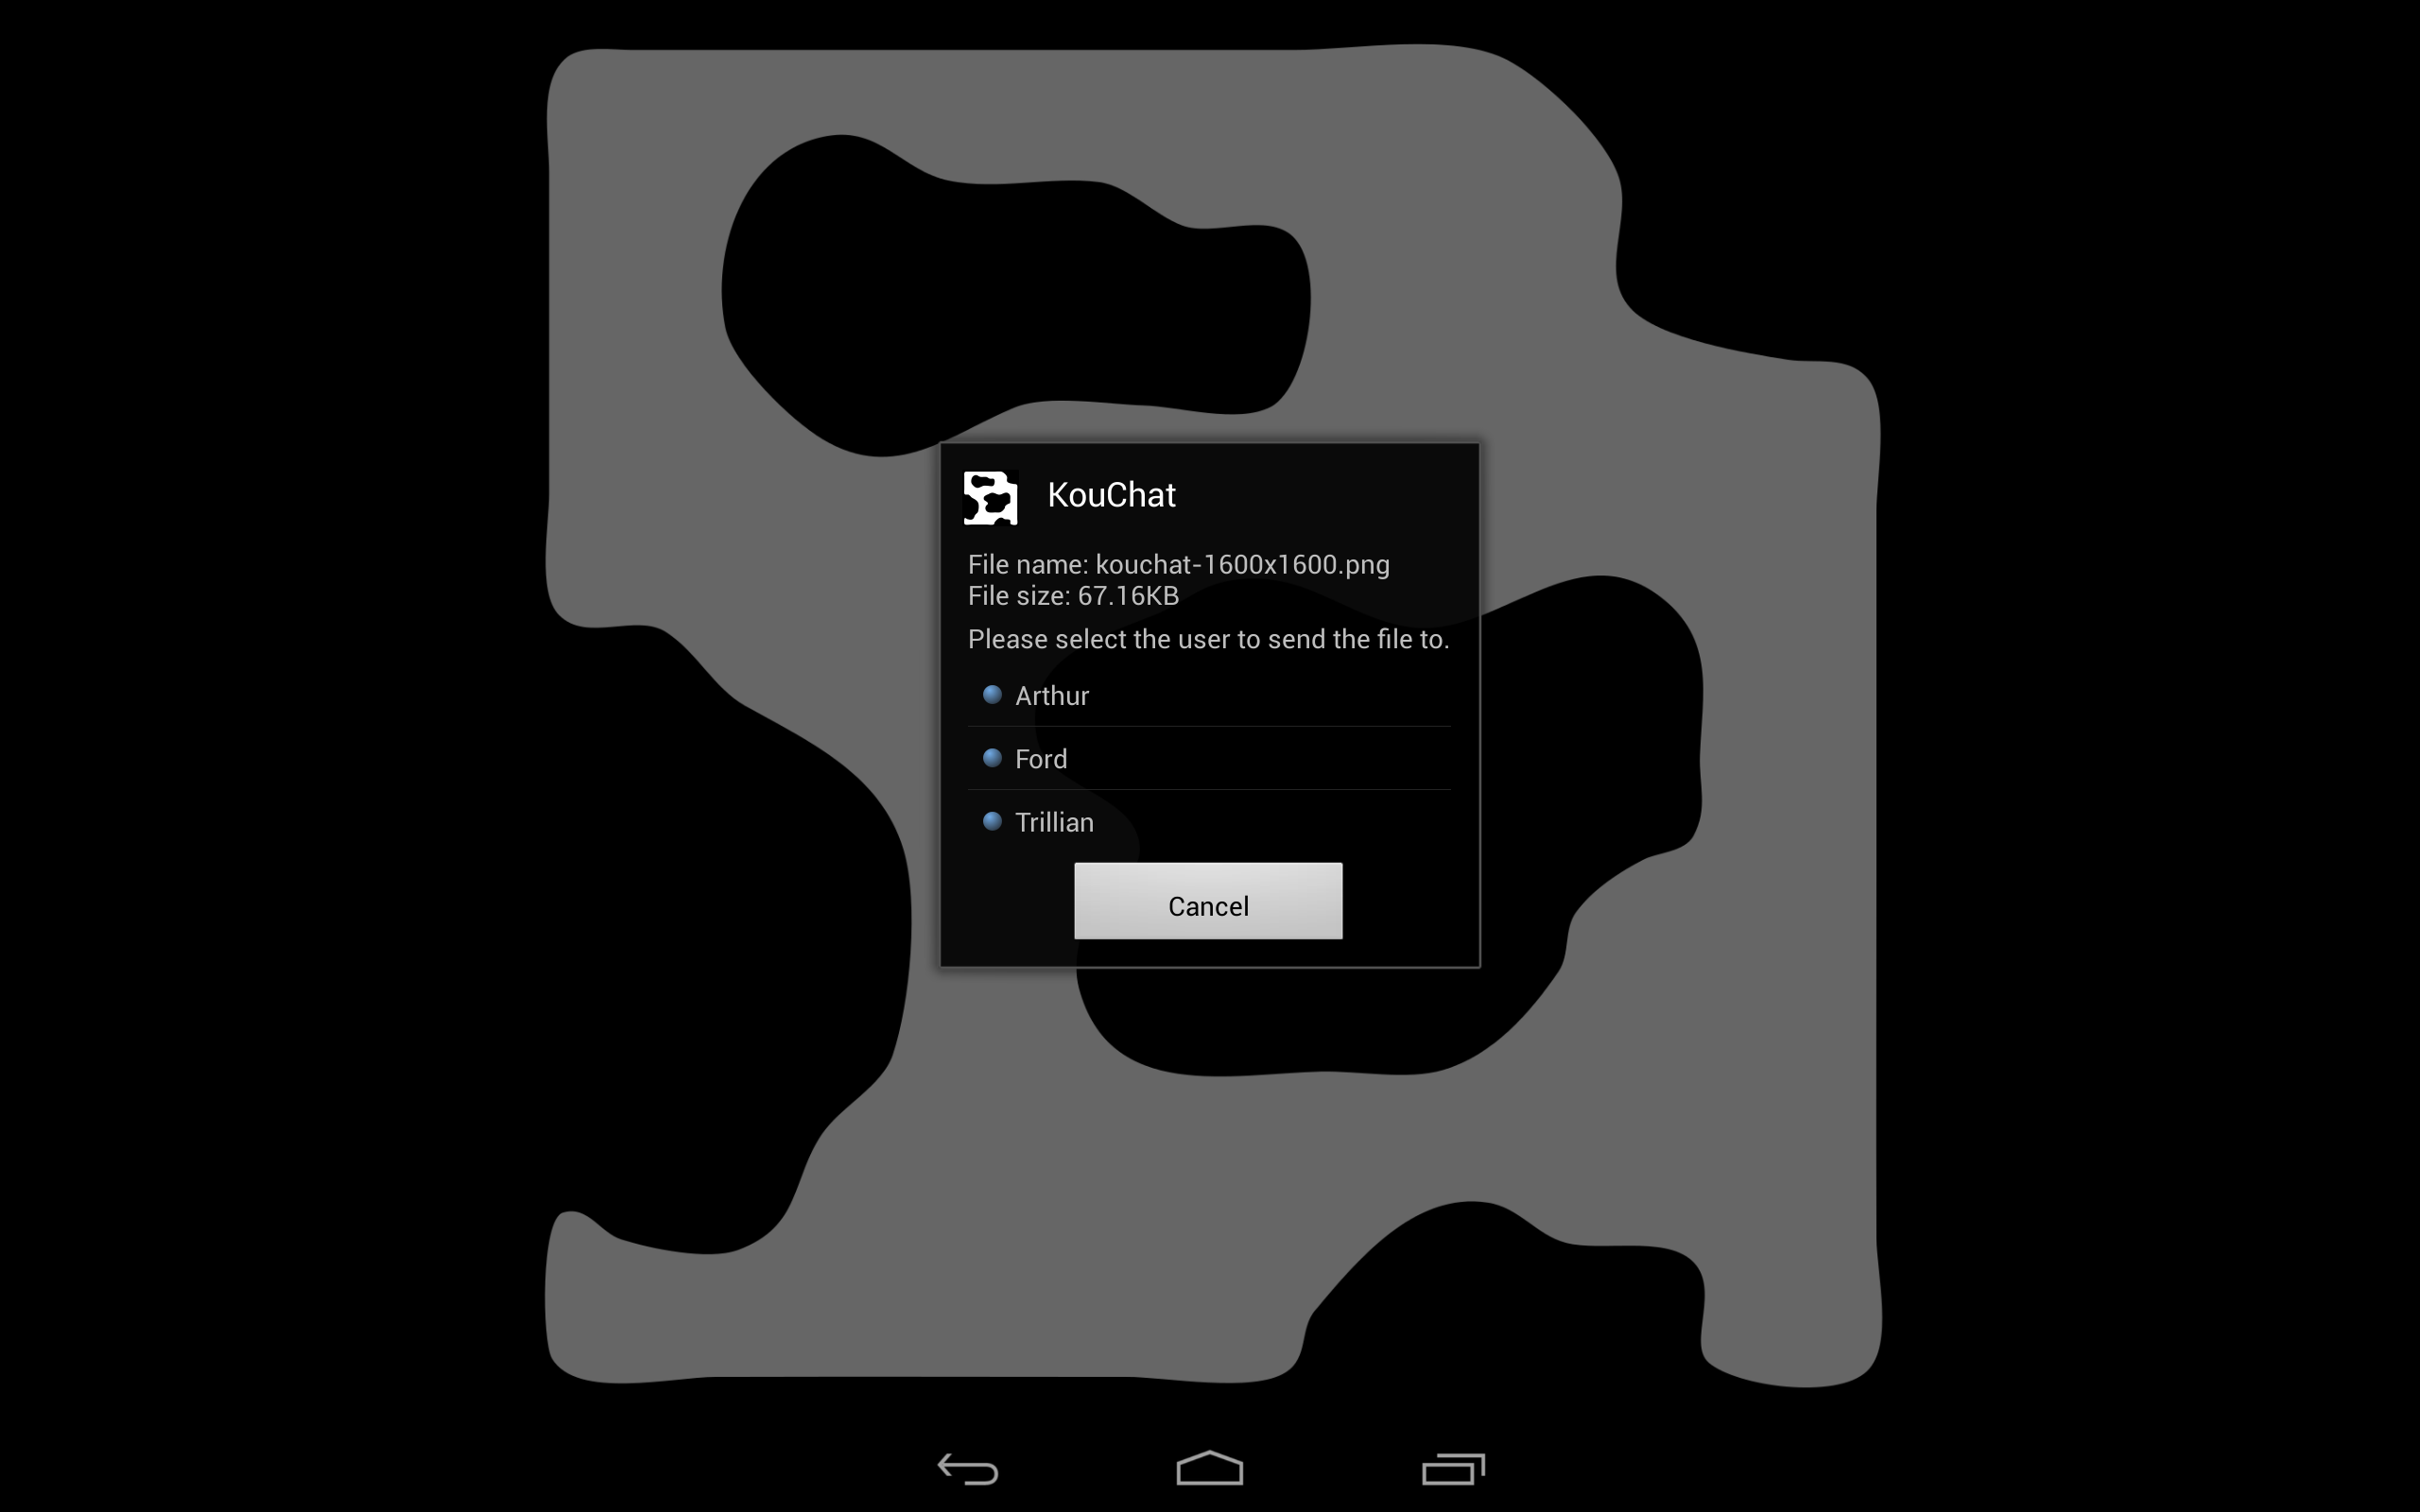 KouChat
File name: kouchat-1600x1600.png
File size: 67.16KB
Please select the user to send the file to.
Arthur
Ford
Trillian
Cancel